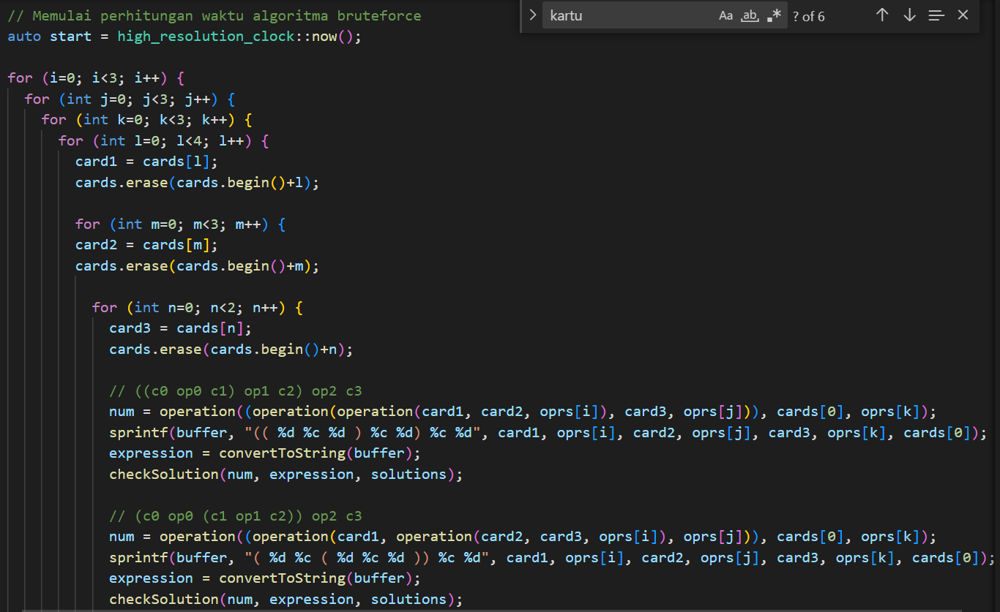 // Memulai perhitungan waktu algoritma bruteforce
kartu Aa ab, .* ? of 6
auto start = high_resolution_clock::now();
for (i=0; i<3; i++) {
for (int j=0; j<3; j++) {
for (int k=0; k<3; k++) {
for (int l=0; l<4; l++) {
card1 = cards[l];
cards.erase(cards.begin()+l);
for (int m=0; m<3; m++) {
card2 = cards[m];
cards.erase(cards.begin()+m);
for (int n=0; n<2; n++) {
card3 = cards[n];
cards.erase(cards.begin()+n);
// ((c0 op0 c1) op1 c2) op2 c3
num = operation((operation(operation(card1, card2, oprs[i]), card3, oprs[j])), cards[0], oprs[k]);
sprintf(buffer, "(( %d %c %d ) %c %d) %c %d", card1, oprs[i], card2, oprs[j], card3, oprs[k], cards[0]);
expression = convertToString(buffer);
checkSolution(num, expression, solutions);
// (c0 op0 (c1 op1 c2)) op2 c3
num = operation((operation(card1, operation(card2, card3, oprs[i]), oprs[j])), cards[0], oprs[k]);
sprintf(buffer, "( %d %c ( %d %c %d )) %c %d", card1, oprs[i], card2, oprs[j], card3, oprs[k], cards[0]);
expression = convertToString(buffer);
checkSolution(num, expression, solutions);